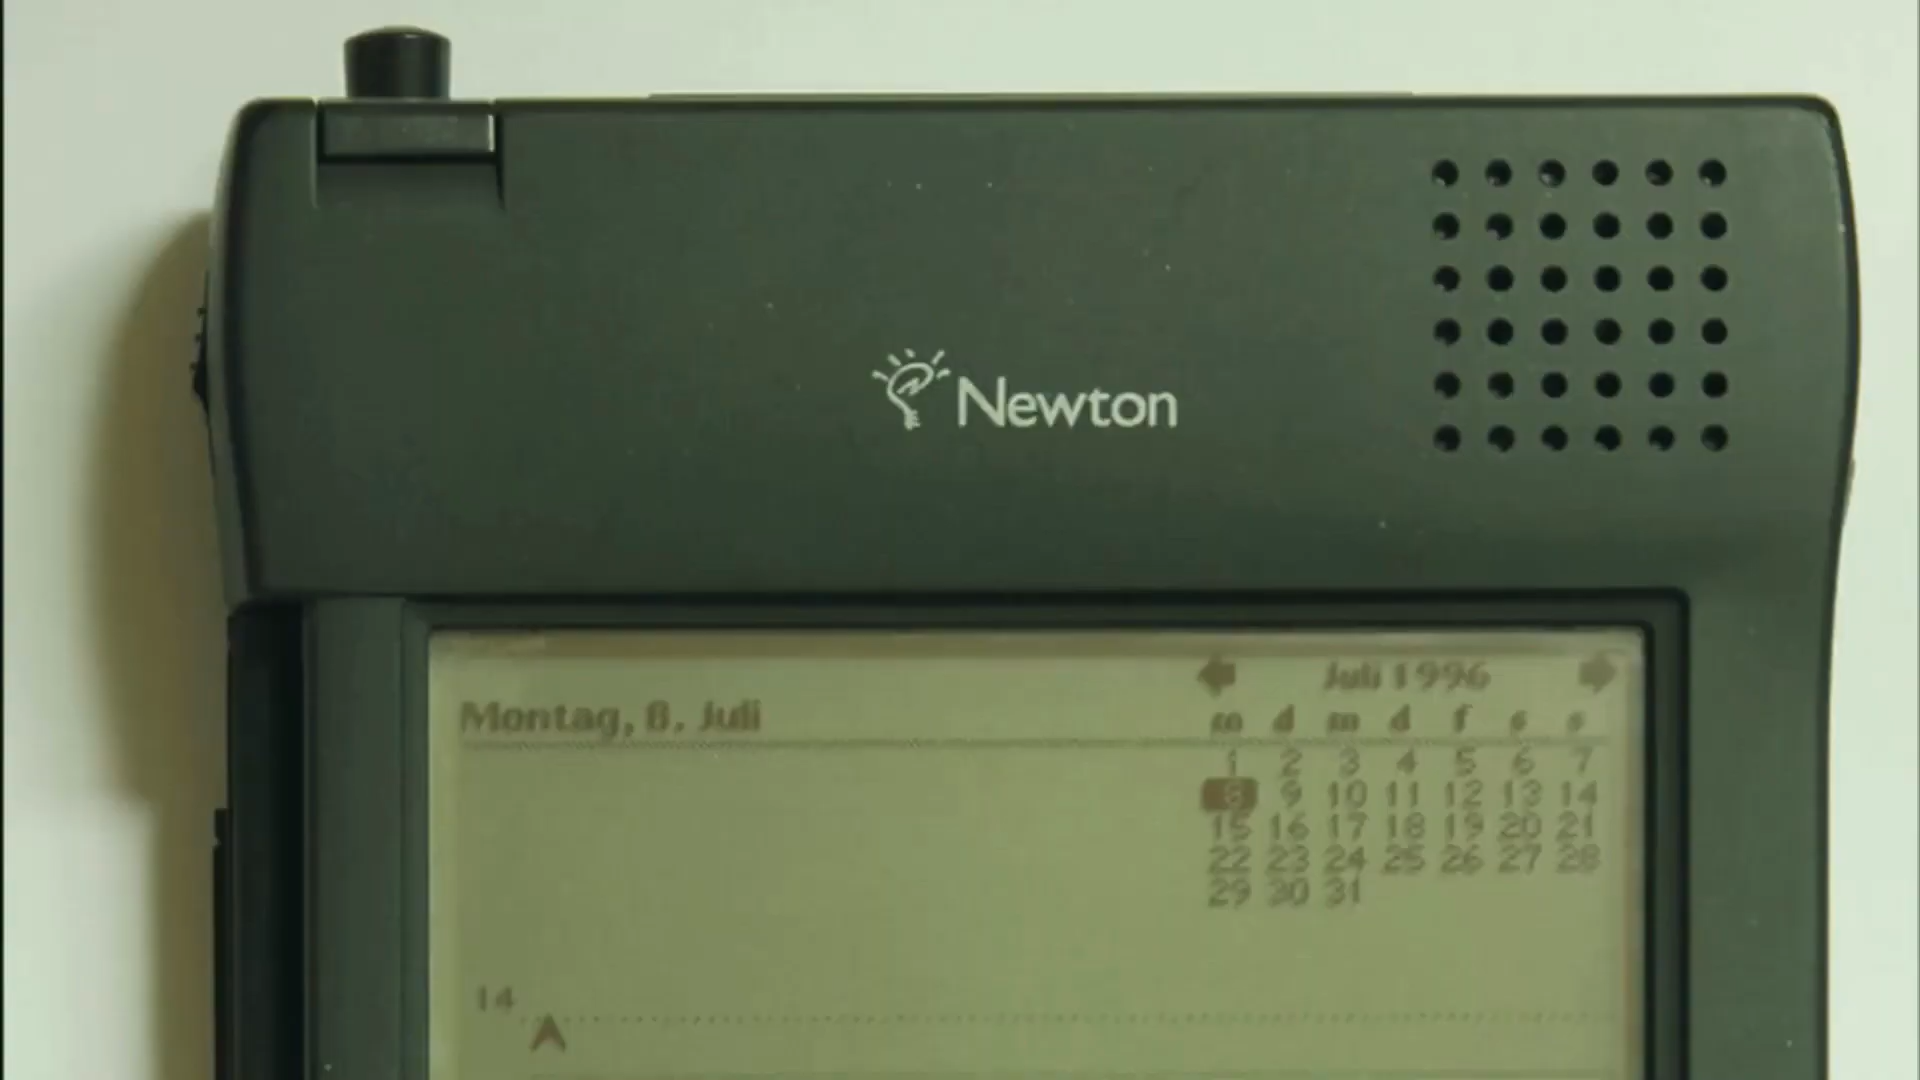 Newton
Juli 1996
Montag, 8. Juli
m d m d f s s
1 2 3 4 5 6 7
8 9 10 11 12 13 14
15 16 17 18 19 20 21
22 23 24 25 26 27 28
29 30 31
14